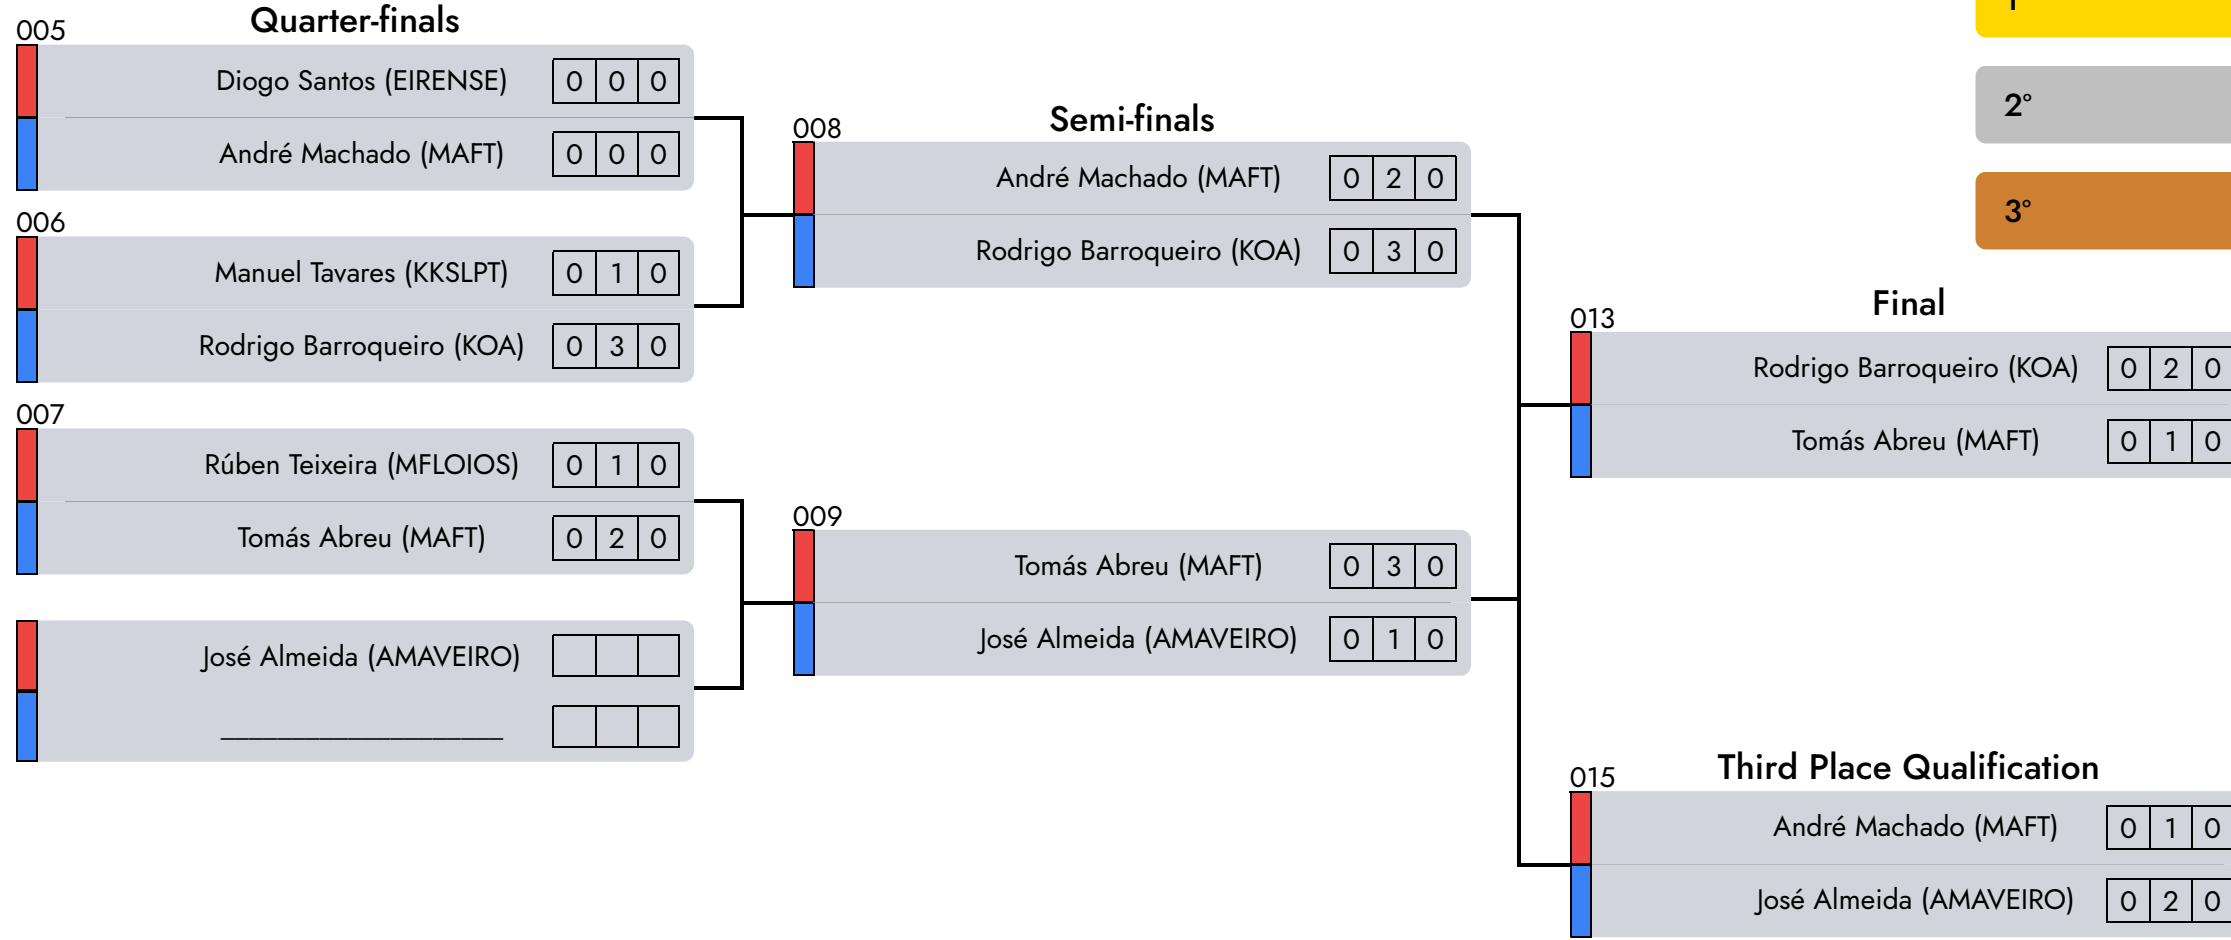 Quarter-finals
005
Diogo Santos (EIRENSE) 0 0 0
André Machado (MAFT) 0 0 0
006
Manuel Tavares (KKSLPT) 0 1 0
Rodrigo Barroqueiro (KOA) 0 3 0
007
Rúben Teixeira (MFLOIOS) 0 1 0
Tomás Abreu (MAFT) 0 2 0
José Almeida (AMAVEIRO)
Semi-finals
008
André Machado (MAFT) 0 2 0
Rodrigo Barroqueiro (KOA) 0 3 0
009
Tomás Abreu (MAFT) 0 3 0
José Almeida (AMAVEIRO) 0 1 0
2°
3°
Final
013
Rodrigo Barroqueiro (KOA) 0 2 0
Tomás Abreu (MAFT) 0 1 0
Third Place Qualification
015
André Machado (MAFT) 0 1 0
José Almeida (AMAVEIRO) 0 2 0